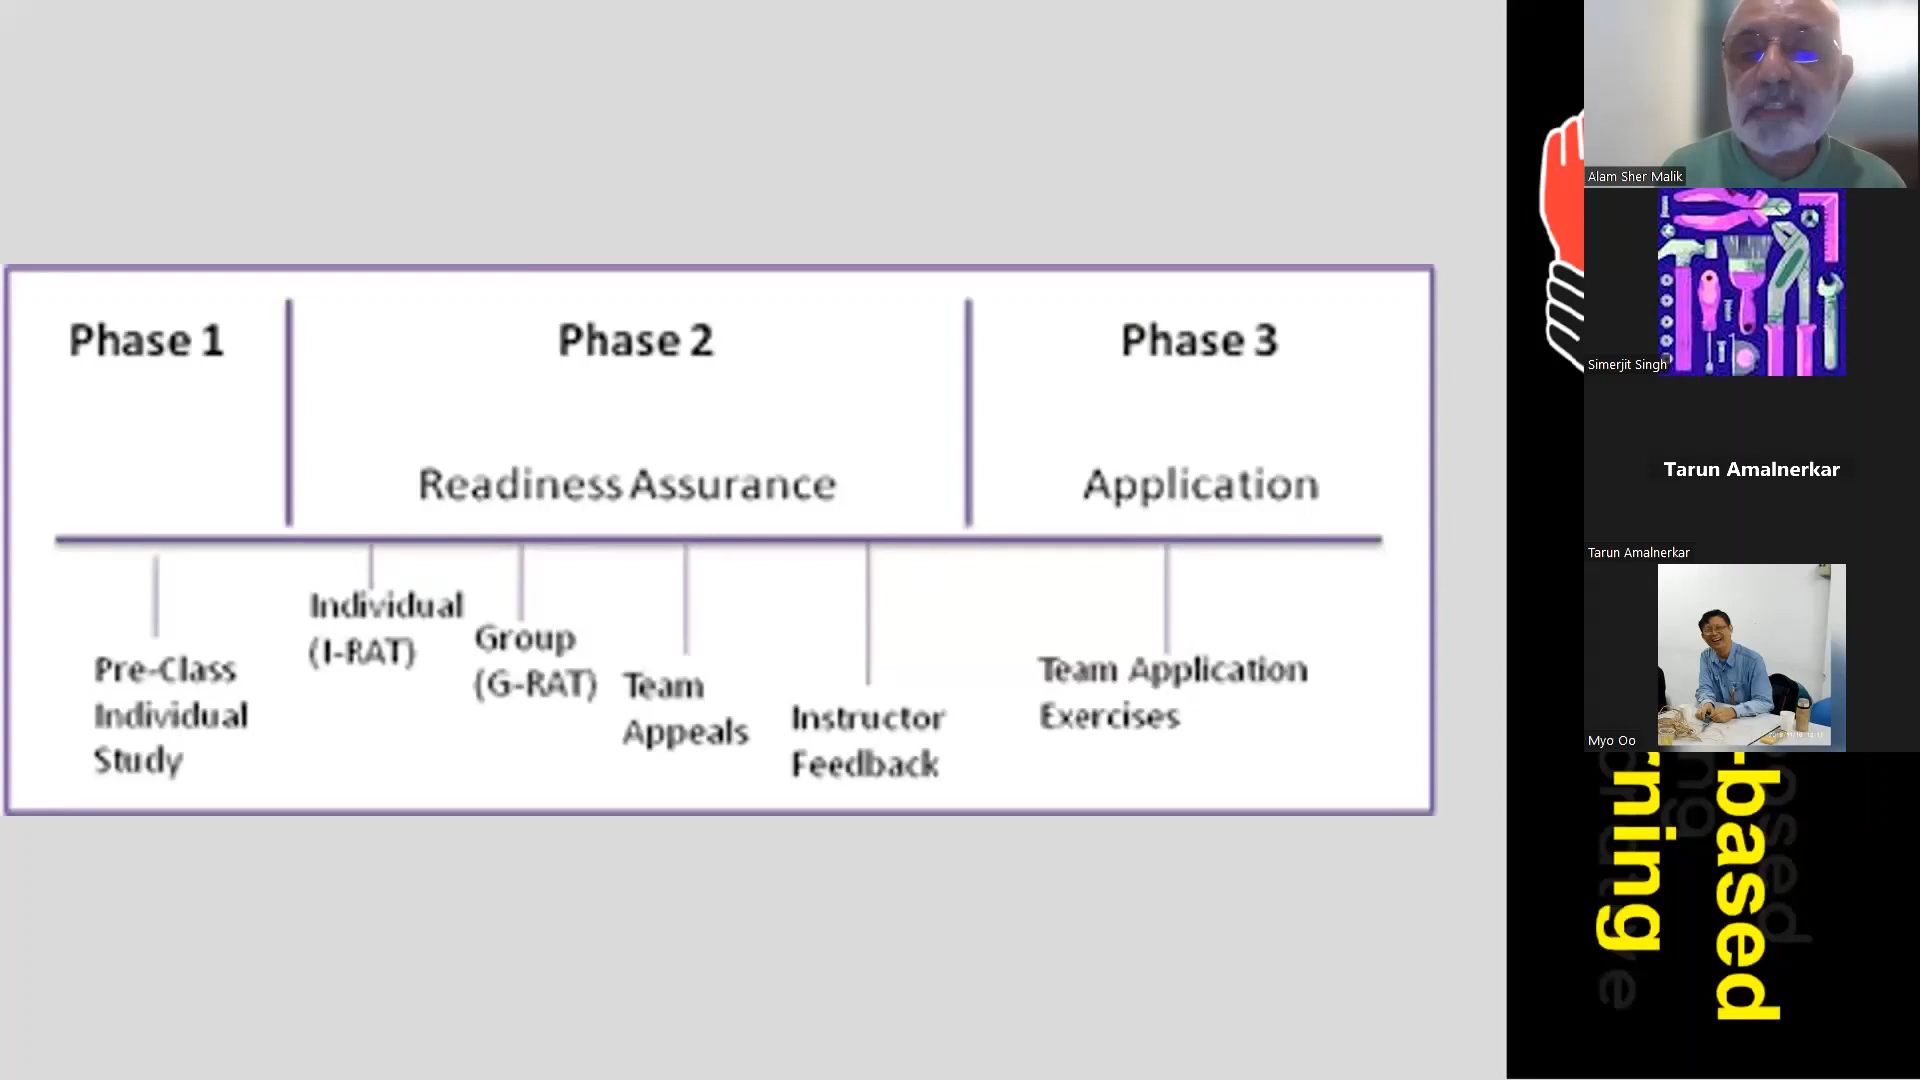 Phase 1
Phase 2
Phase 3
Readiness Assurance
Application
Pre-Class
Individual
Study
Individual
(I-RAT)
Group
(G-RAT)
Team
Appeals
Instructor
Feedback
Team Application
Exercises
Alam Sher Malik
Simerjit Singh
Tarun Amalnerkar
Tarun Amalnerkar
Myo Oo
-based
rning